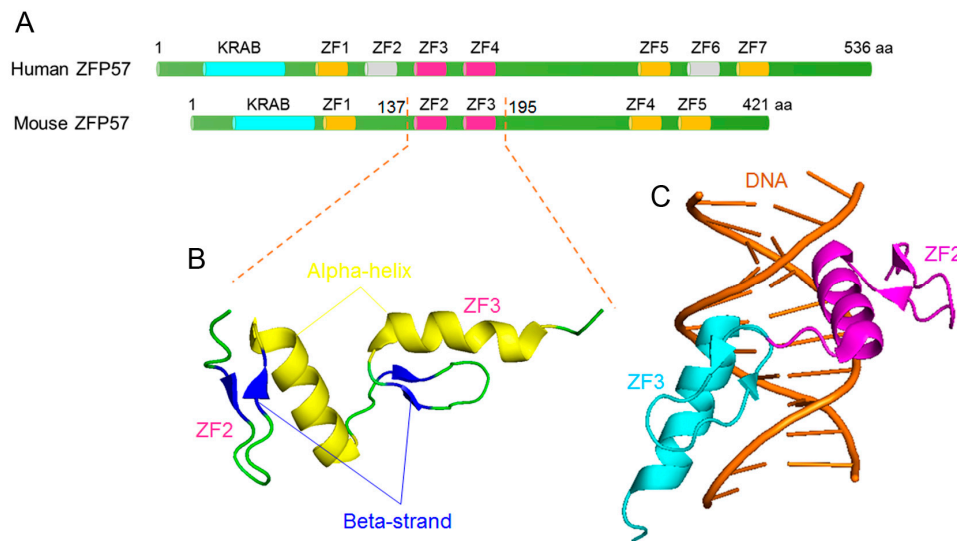 A
1 KRAB ZF1 ZF2 ZF3 ZF4 ZF5 ZF6 ZF7 536 aa
Human ZFP57
1 KRAB ZF1 137 ZF2 ZF3 195 ZF4 ZF5 421 aa
Mouse ZFP57
B
Alpha-helix
ZF3
ZF2
Beta-strand
C
DNA
ZF2
ZF3